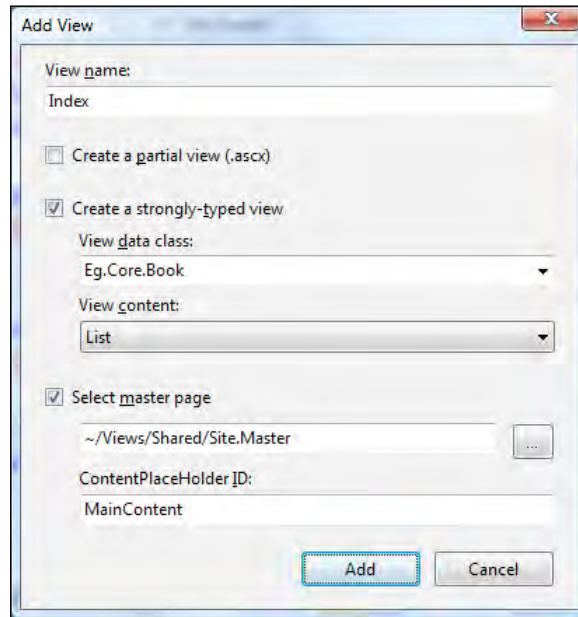 Add View
View name:
Index
Create a partial view (.ascx)
Create a strongly-typed view
View data class:
Eg.Core.Book
View content:
List
Select master page
~/Views/Shared/Site.Master
...
ContentPlaceHolder ID:
MainContent
Add Cancel